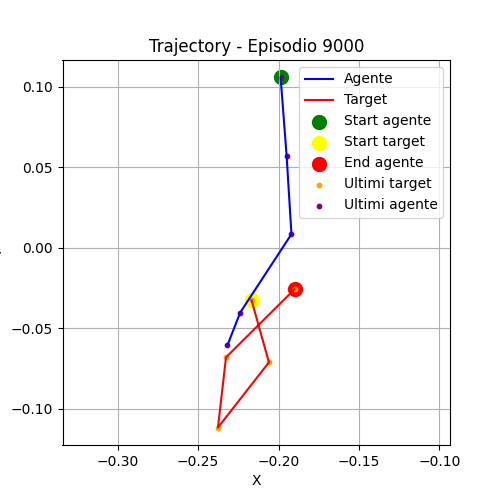 Trajectory - Episodio 9000
Agente
Target
Start agente
Start target
End agente
Ultimi target
Ultimi agente
0.10
0.05
0.00
−0.05
−0.10
−0.30
−0.25
−0.20
−0.15
−0.10
X